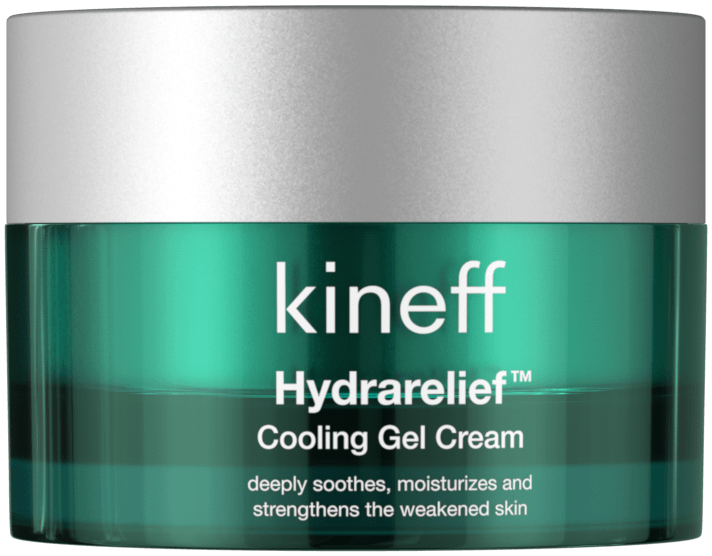 kineff
Hydrarelief™
Cooling Gel Cream
deeply soothes, moisturizes and
strengthens the weakened skin